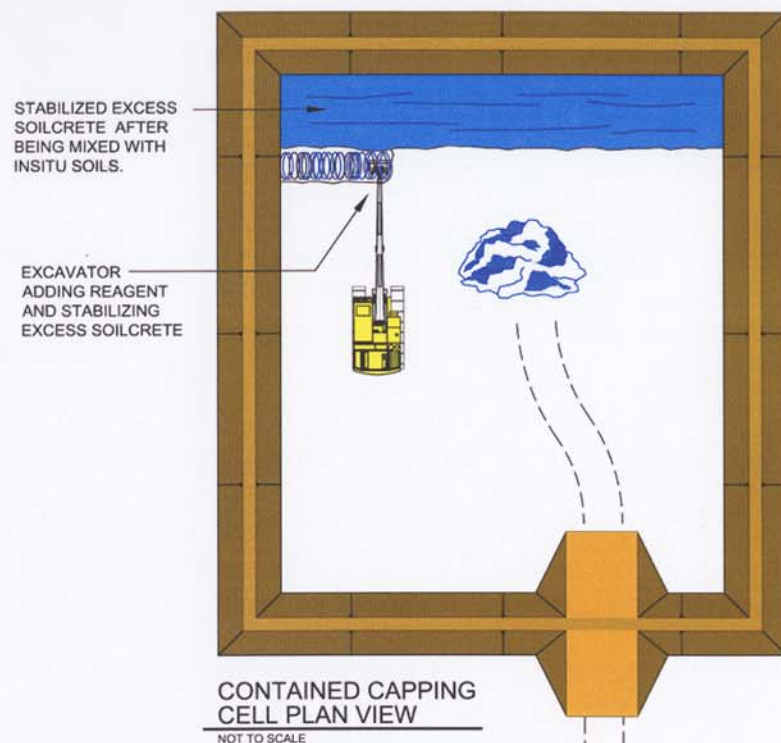 STABILIZED EXCESS
SOILCRETE AFTER
BEING MIXED WITH
INSITU SOILS.
EXCAVATOR
ADDING REAGENT
AND STABILIZING
EXCESS SOILCRETE
CONTAINED CAPPING
CELL PLAN VIEW
NOT TO SCALE